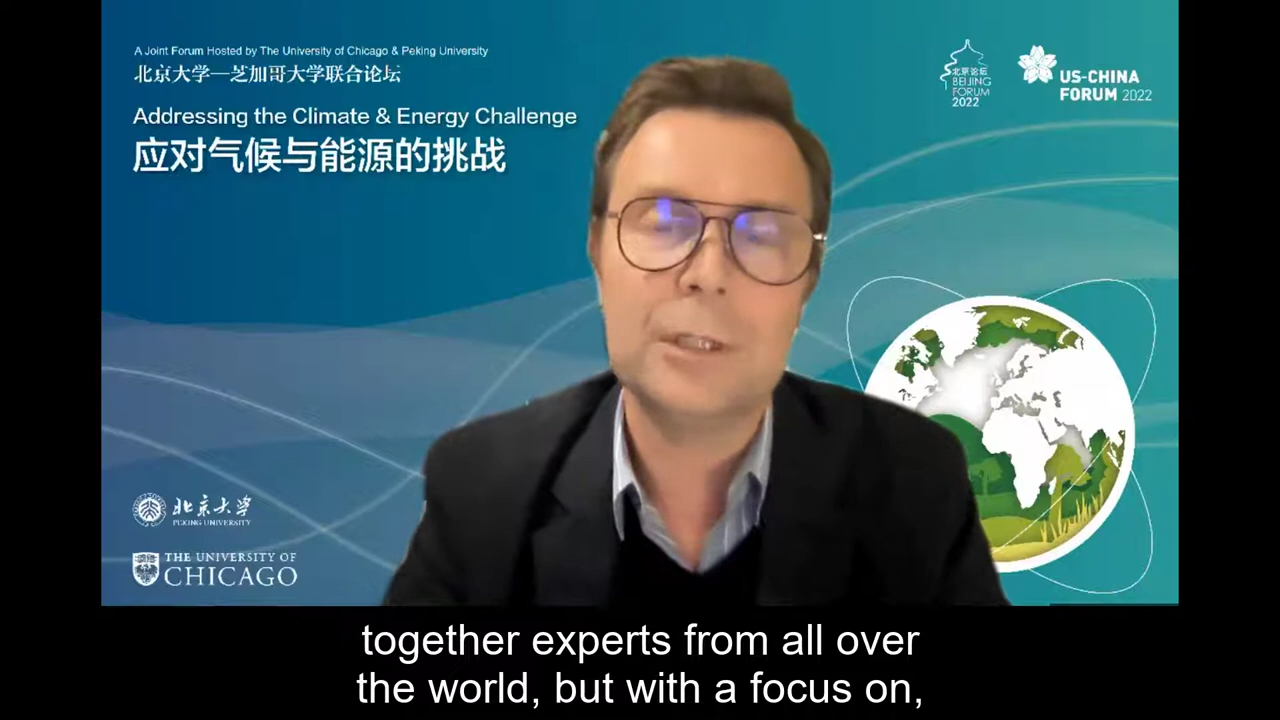 A Joint Forum Hosted by The University of Chicago & Peking University
北京大学—芝加哥大学联合论坛
Addressing the Climate & Energy Challenge
应对气候与能源的挑战
北京论坛
BEIJING
FORUM
2022
US-CHINA
FORUM 2022
北京大学
PEKING UNIVERSITY
THE UNIVERSITY OF
CHICAGO
together experts from all over
the world, but with a focus on,